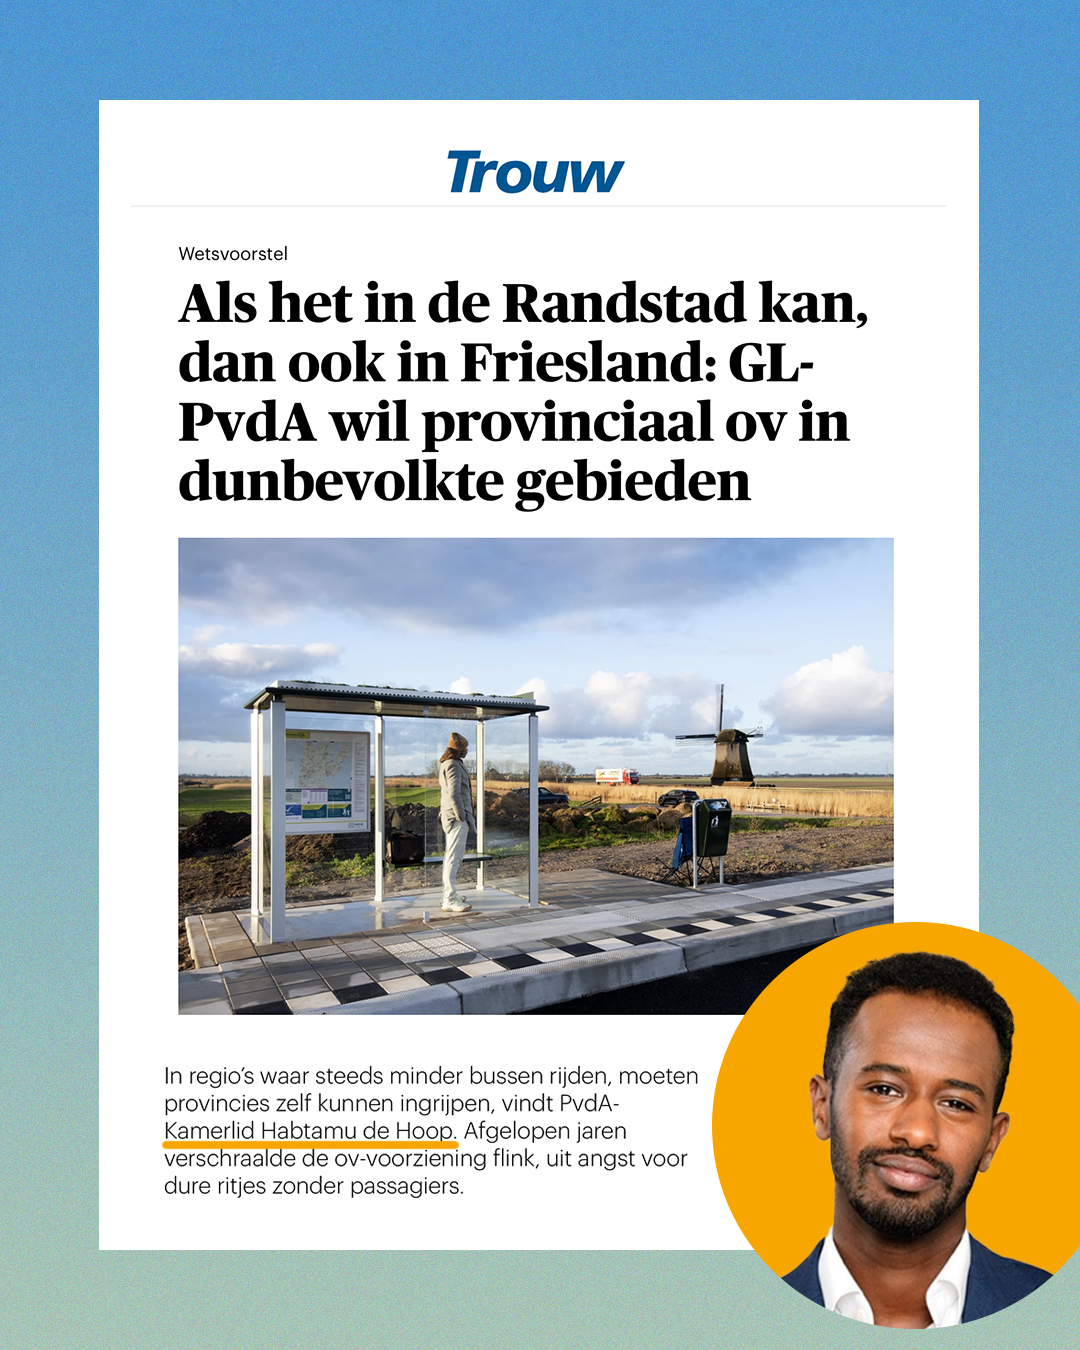 Trouw
Wetsvoorstel
Als het in de Randstad kan,
dan ook in Friesland: GL-
PvdA wil provinciaal ov in
dunbevolkte gebieden
In regio’s waar steeds minder bussen rijden, moeten
provincies zelf kunnen ingrijpen, vindt PvdA-
Kamerlid Habtamu de Hoop. Afgelopen jaren
verschraalde de ov-voorziening flink, uit angst voor
dure ritjes zonder passagiers.